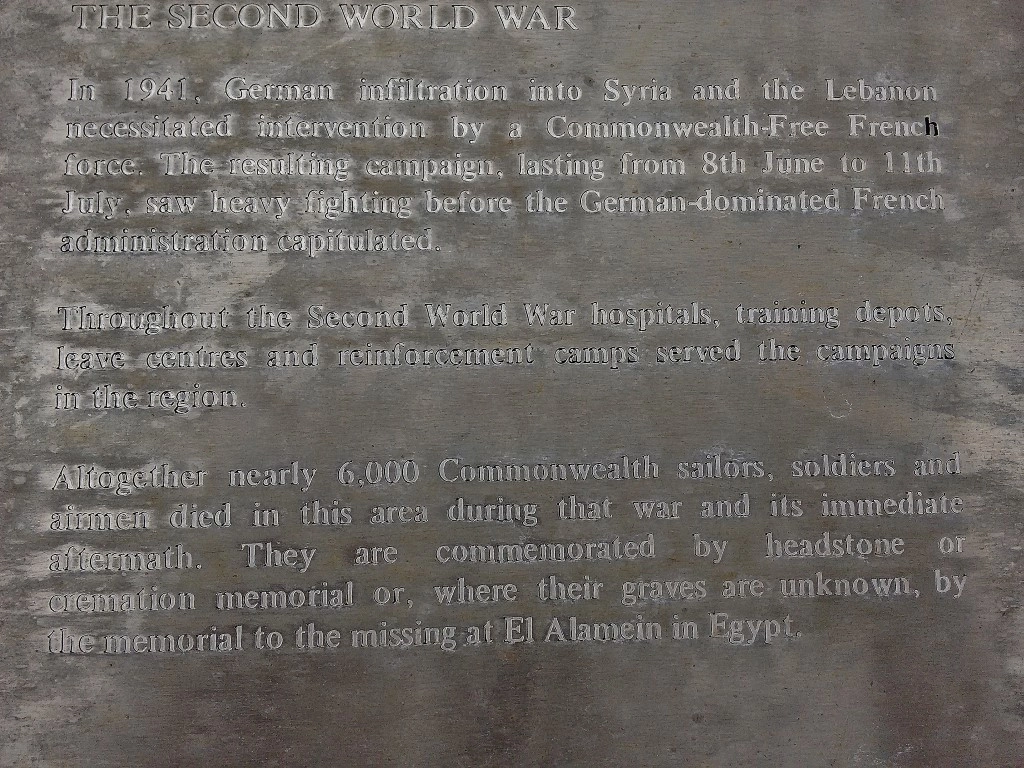 THE SECOND WORLD WAR
In 1941, German infiltration into Syria and the Lebanon
necessitated intervention by a Commonwealth-Free French
force. The resulting campaign, lasting from 8th June to 11th
July, saw heavy fighting before the German-dominated French
administration capitulated.
Throughout the Second World War hospitals, training depots,
leave centres and reinforcement camps served the campaigns
in the region.
Altogether nearly 6,000 Commonwealth sailors, soldiers and
airmen died in this area during that war and its immediate
aftermath. They are commemorated by headstone or
cremation memorial or, where their graves are unknown, by
the memorial to the missing at El Alamein in Egypt.